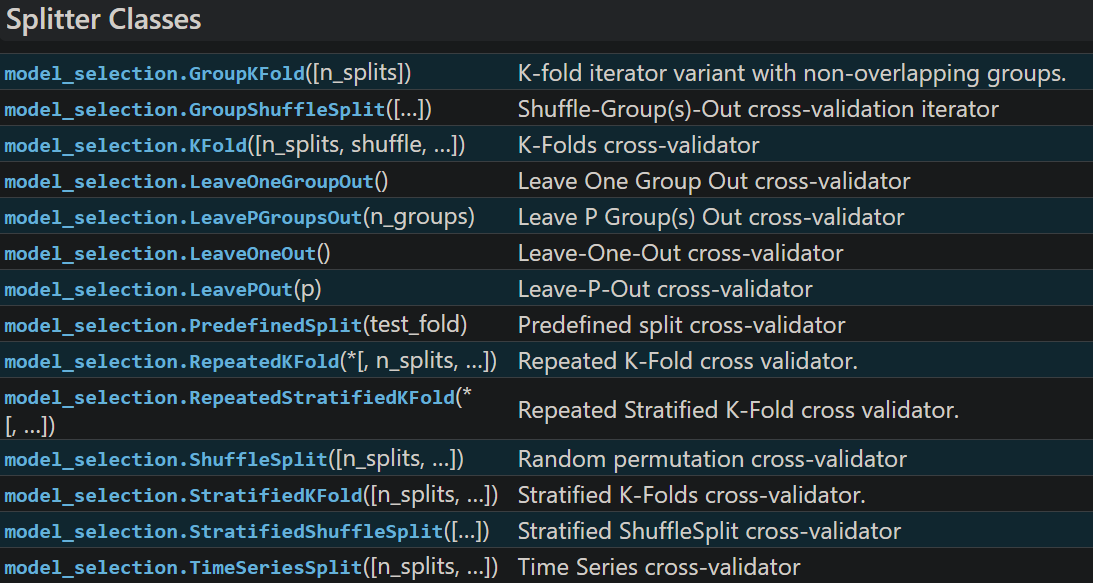 Splitter Classes
model_selection.GroupKFold([n_splits]) K-fold iterator variant with non-overlapping groups.
model_selection.GroupShuffleSplit([...]) Shuffle-Group(s)-Out cross-validation iterator
model_selection.KFold([n_splits, shuffle, ...]) K-Folds cross-validator
model_selection.LeaveOneGroupOut() Leave One Group Out cross-validator
model_selection.LeavePGroupsOut(n_groups) Leave P Group(s) Out cross-validator
model_selection.LeaveOneOut() Leave-One-Out cross-validator
model_selection.LeavePOut(p) Leave-P-Out cross-validator
model_selection.PredefinedSplit(test_fold) Predefined split cross-validator
model_selection.RepeatedKFold(*[, n_splits, ...]) Repeated K-Fold cross validator.
model_selection.RepeatedStratifiedKFold(*
[, ...]) Repeated Stratified K-Fold cross validator.
model_selection.ShuffleSplit([n_splits, ...]) Random permutation cross-validator
model_selection.StratifiedKFold([n_splits, ...]) Stratified K-Folds cross-validator.
model_selection.StratifiedShuffleSplit([...]) Stratified ShuffleSplit cross-validator
model_selection.TimeSeriesSplit([n_splits, ...]) Time Series cross-validator